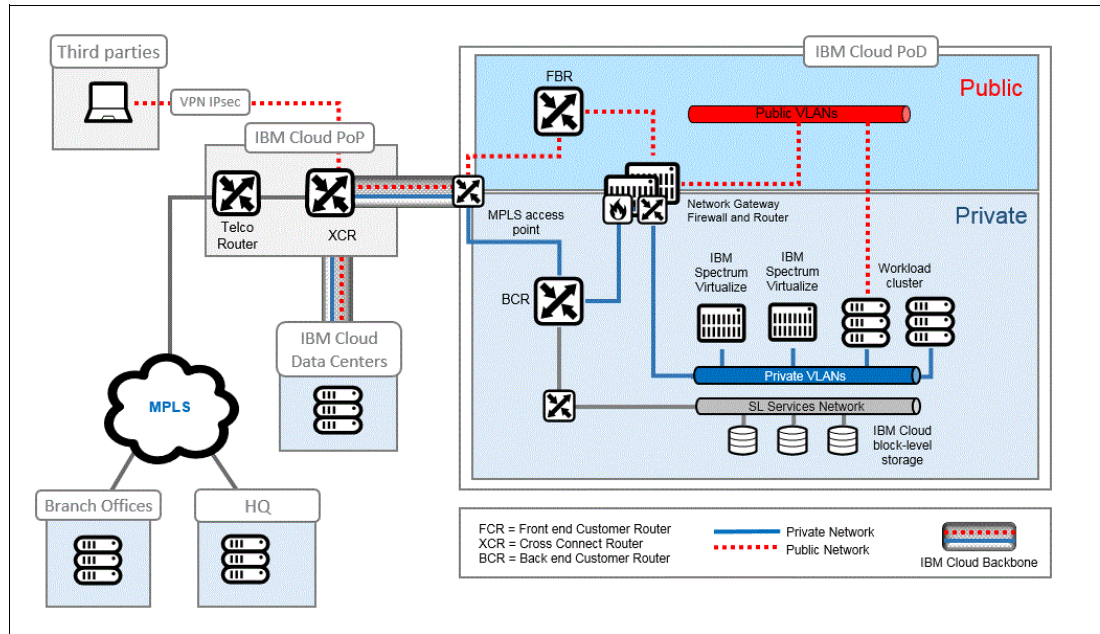 Third parties
VPN IPsec
IBM Cloud PoP
Telco
Router
XCR
IBM Cloud
Data Centers
MPLS
Branch Offices
HQ
IBM Cloud PoD
Public
FBR
Public VLANs
MPLS access
point
Network Gateway
Firewall and Router
Private
BCR
IBM
Spectrum
Virtualize
IBM
Spectrum
Virtualize
Workload
cluster
Private VLANs
SL Services Network
IBM Cloud
block-level
storage
FCR = Front end Customer Router
XCR = Cross Connect Router
BCR = Back end Customer Router
Private Network
Public Network
IBM Cloud Backbone